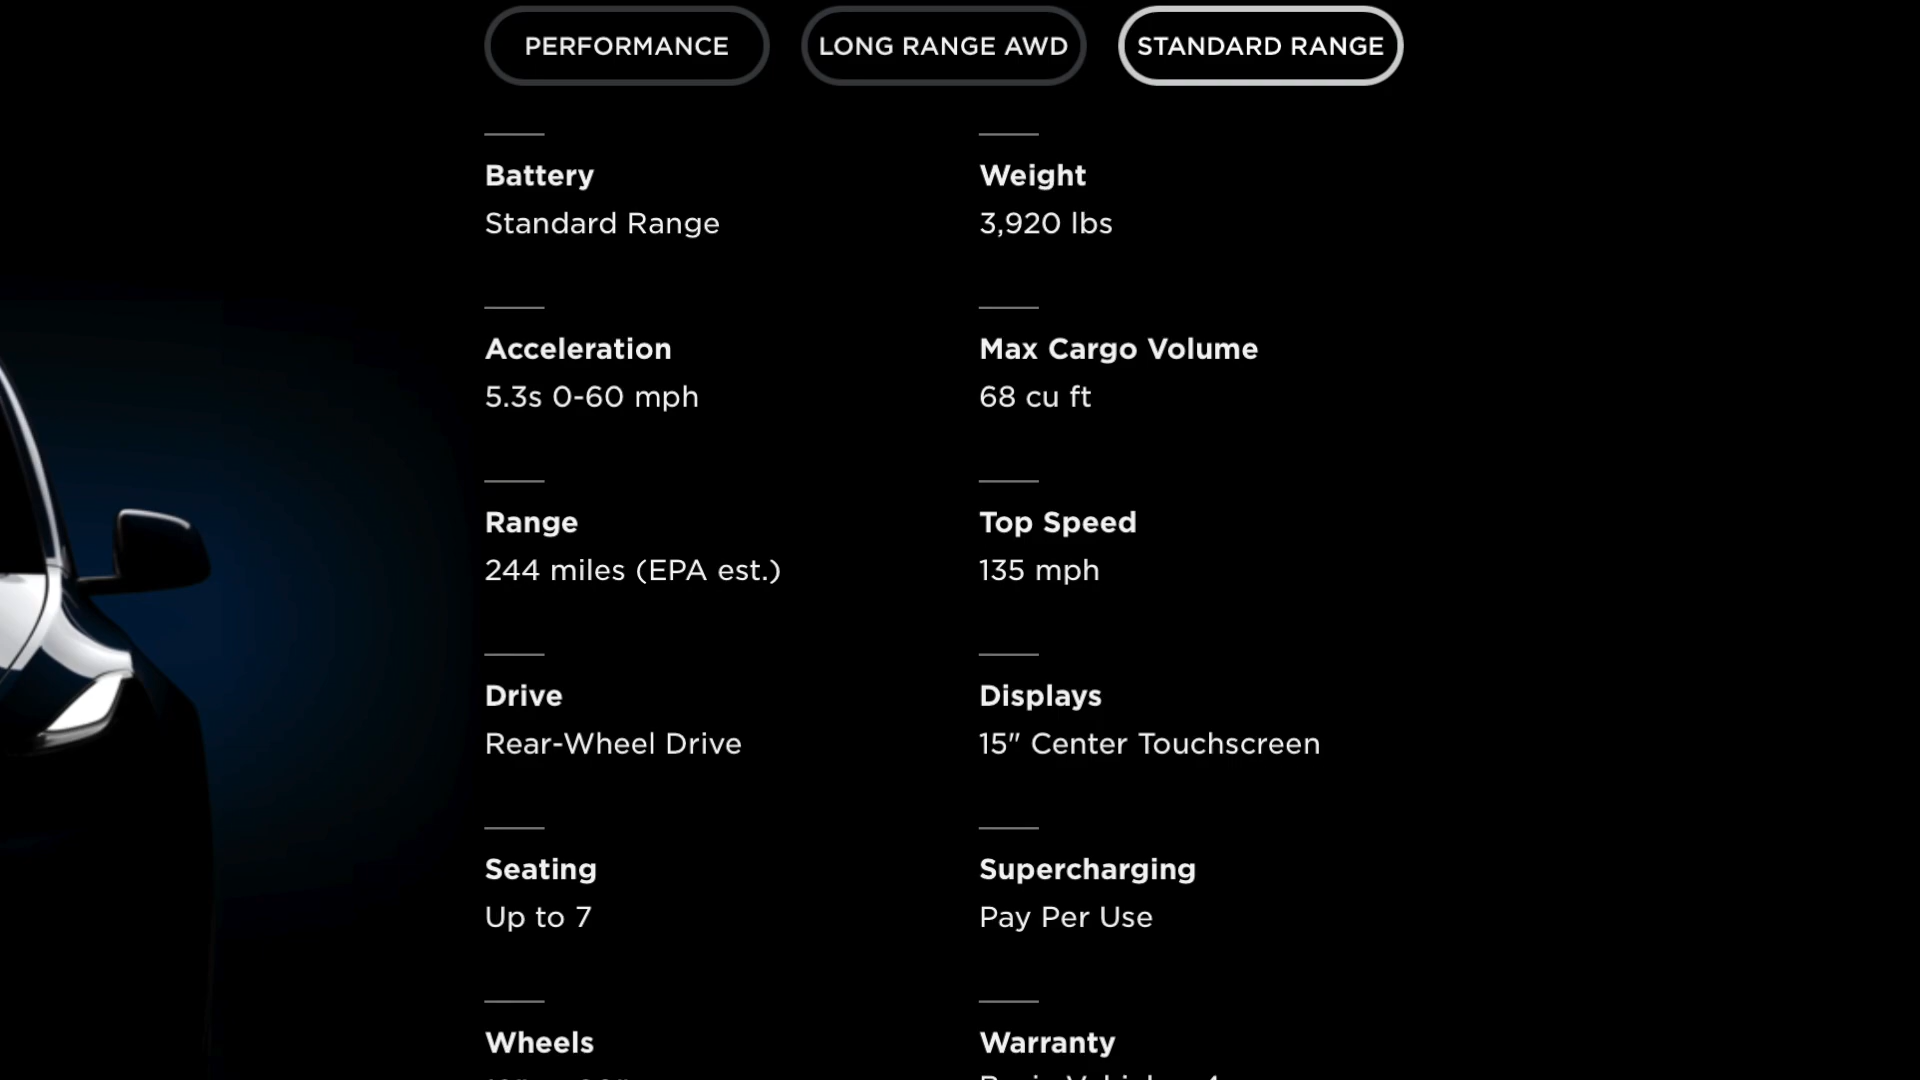 PERFORMANCE
LONG RANGE AWD
STANDARD RANGE
Battery
Standard Range
Weight
3,920 lbs
Acceleration
5.3s 0-60 mph
Max Cargo Volume
68 cu ft
Range
244 miles (EPA est.)
Top Speed
135 mph
Drive
Rear-Wheel Drive
Displays
15" Center Touchscreen
Seating
Up to 7
Supercharging
Pay Per Use
Wheels
Warranty